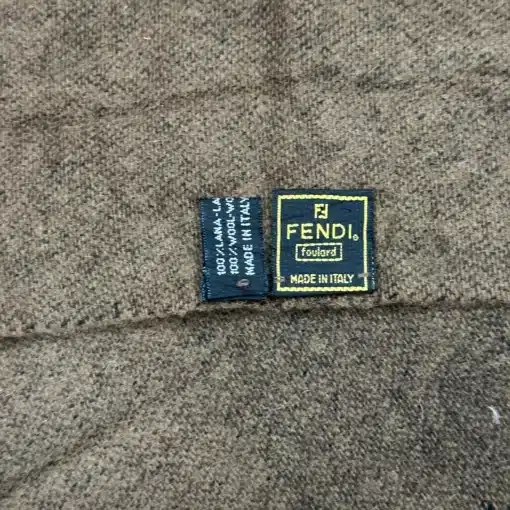 100% LANA-LA
100% WOOL-WO
MADE IN ITALY
FENDI
foulard
MADE IN ITALY